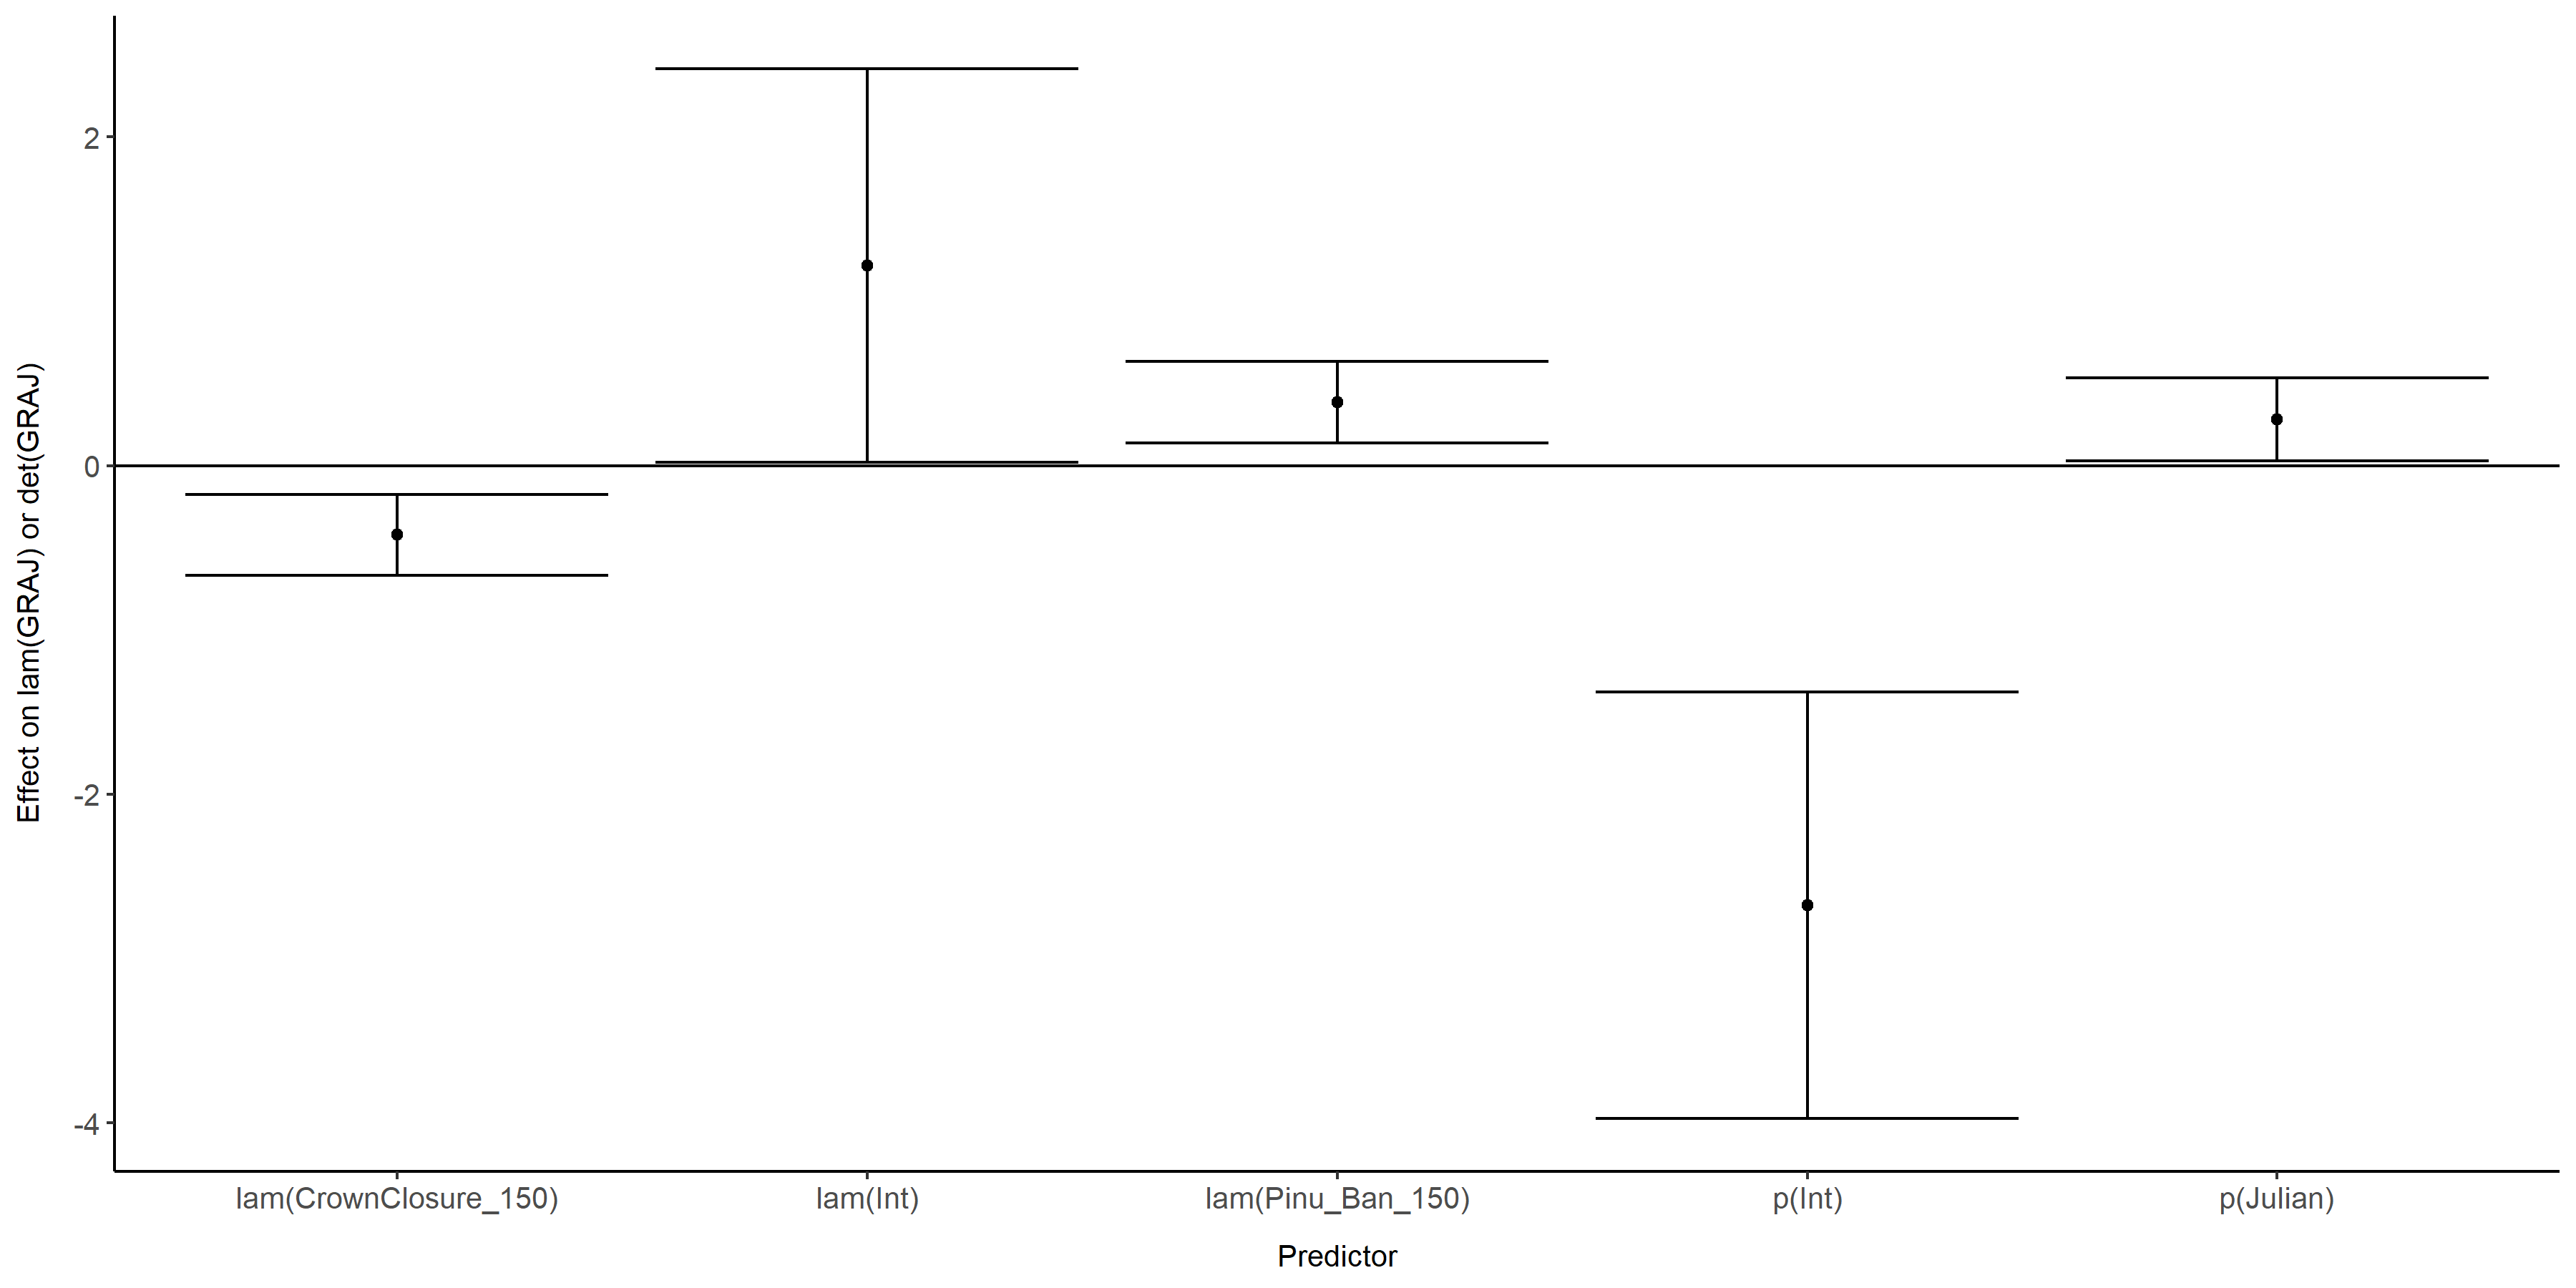 Effect on lam(GRAJ) or det(GRAJ)
2
0
-2
-4
lam(CrownClosure_150)
lam(Int)
lam(Pinu_Ban_150)
p(Int)
p(Julian)
Predictor